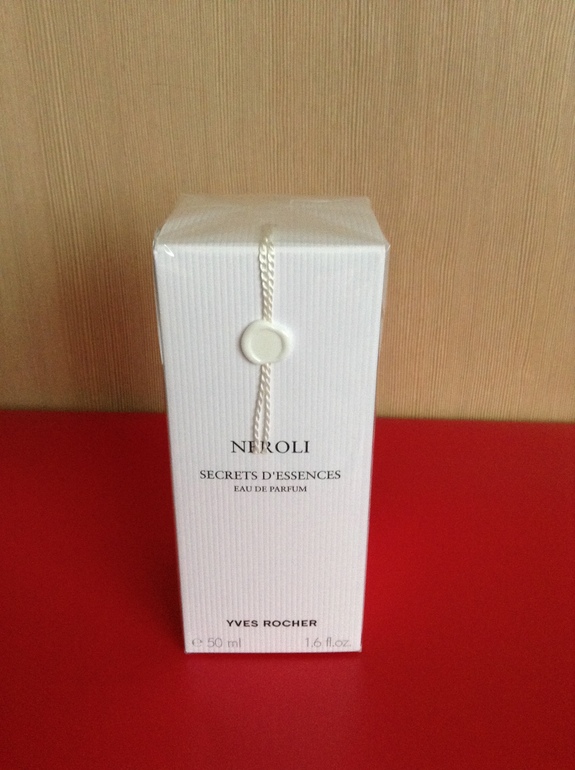 NEROLI
SECRETS D'ESSENCES
EAU DE PARFUM
YVES ROCHER
℮ 50 ml 1.6 fl.oz.